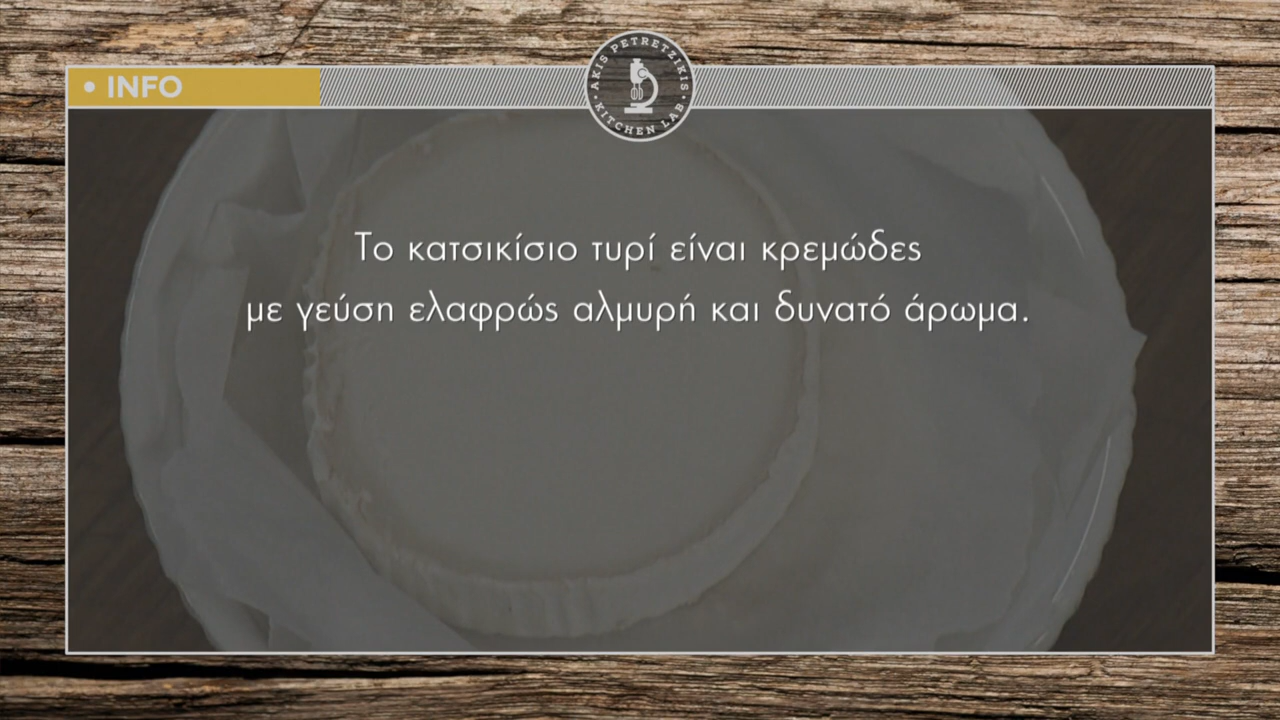 • INFO
AKIS PETRETZIKIS
• KITCHEN LAB •
Το κατσικίσιο τυρί είναι κρεμώδες
με γεύση ελαφρώς αλμυρή και δυνατό άρωμα.